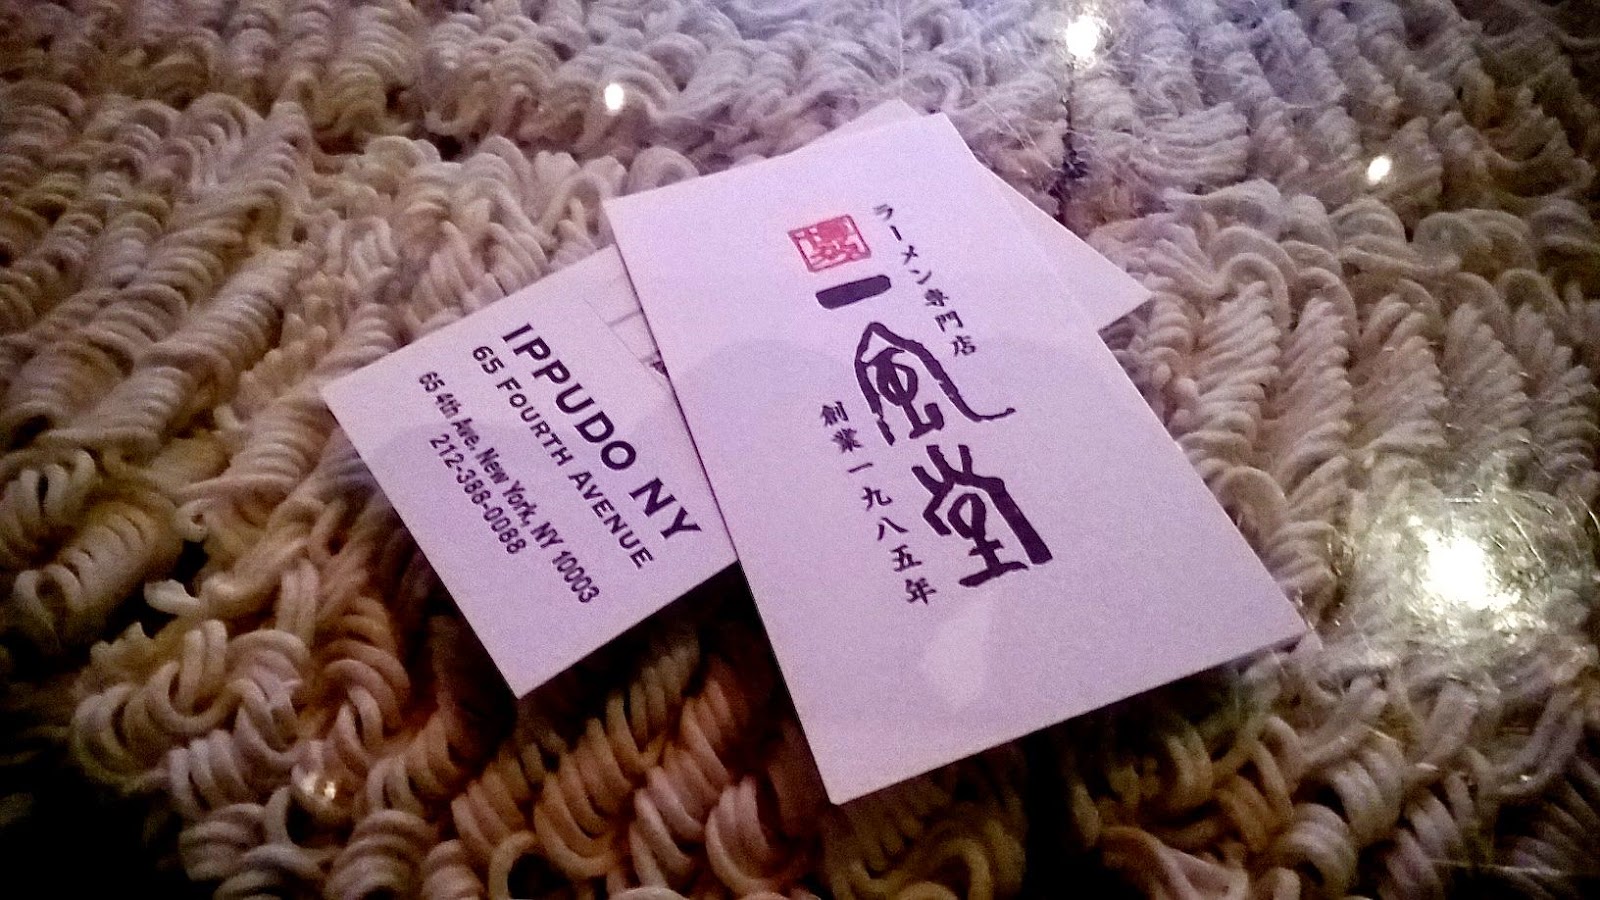 IPPUDO NY
65 FOURTH AVENUE
65 4th Ave. New York, NY 10003
212-388-0088
ラーメン専門店
一風堂
創業一九八五年